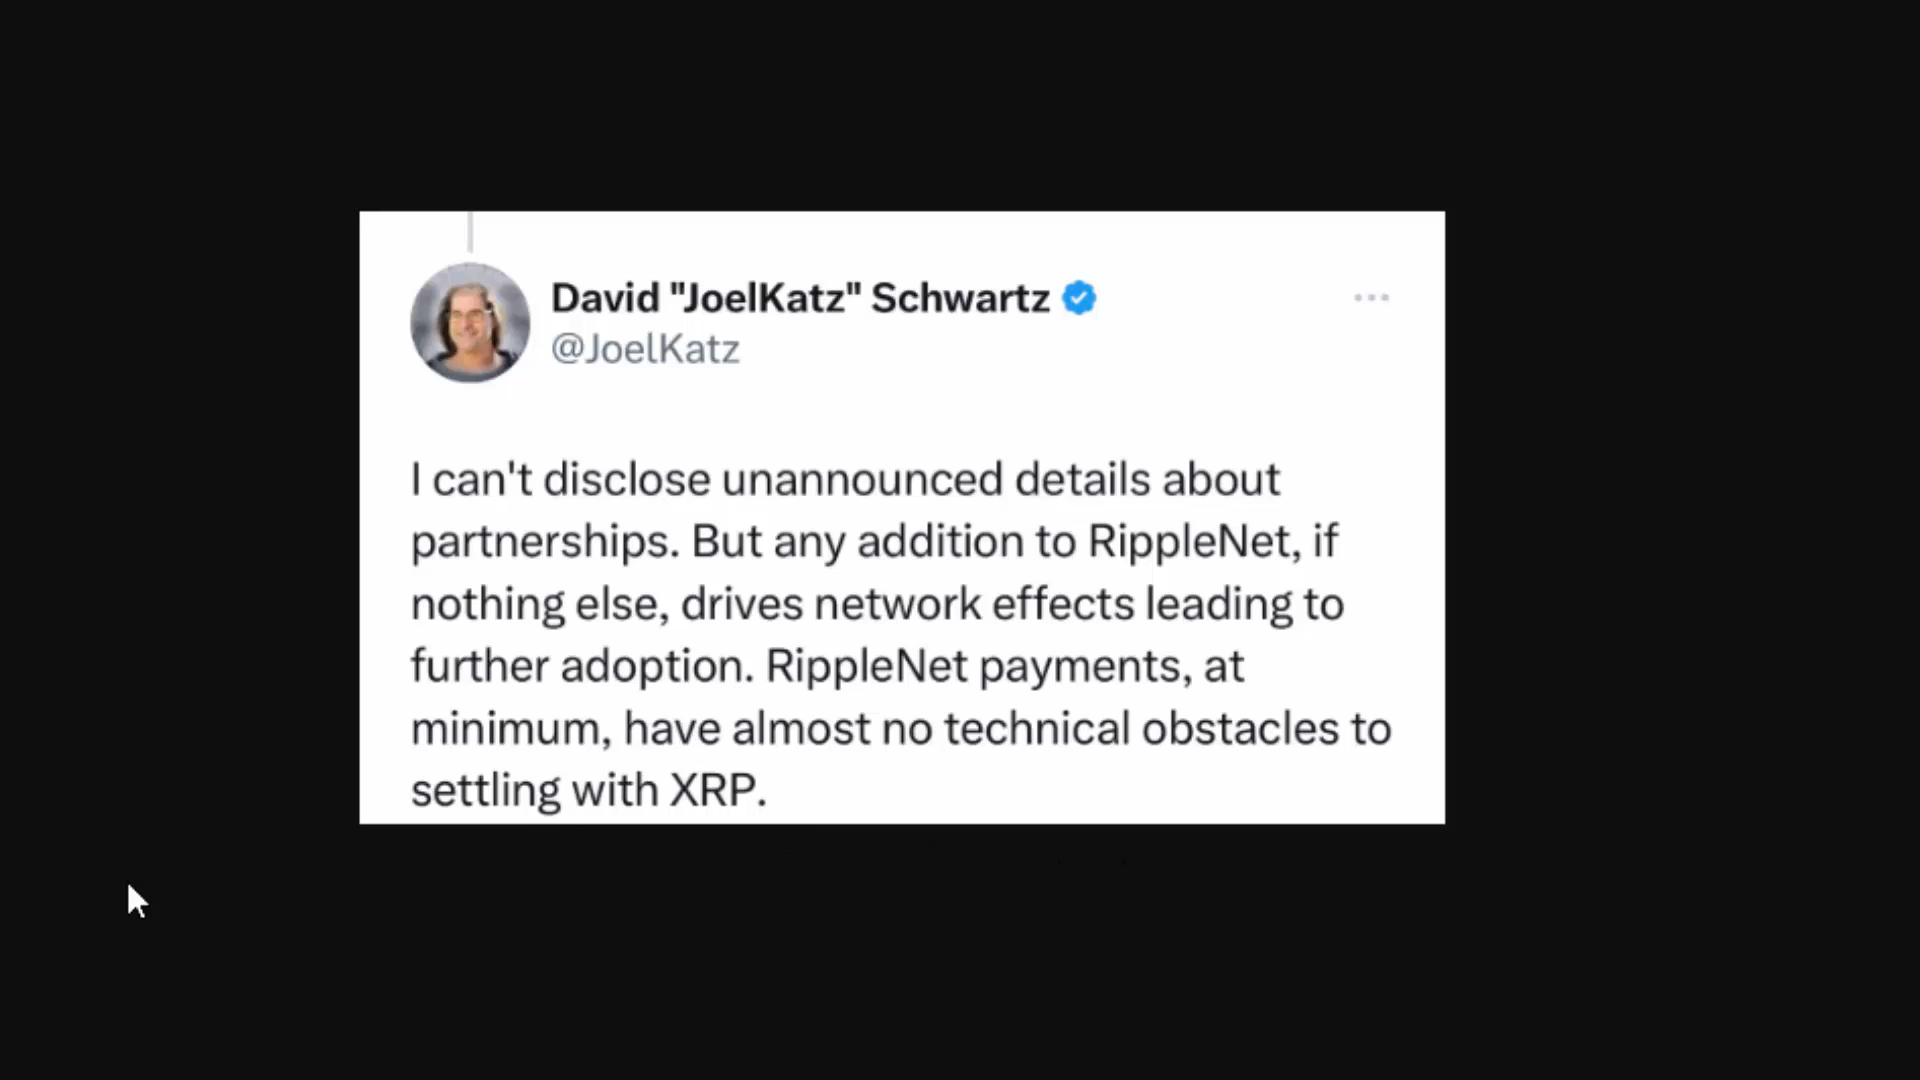 David "JoelKatz" Schwartz
@JoelKatz
I can't disclose unannounced details about
partnerships. But any addition to RippleNet, if
nothing else, drives network effects leading to
further adoption. RippleNet payments, at
minimum, have almost no technical obstacles to
settling with XRP.